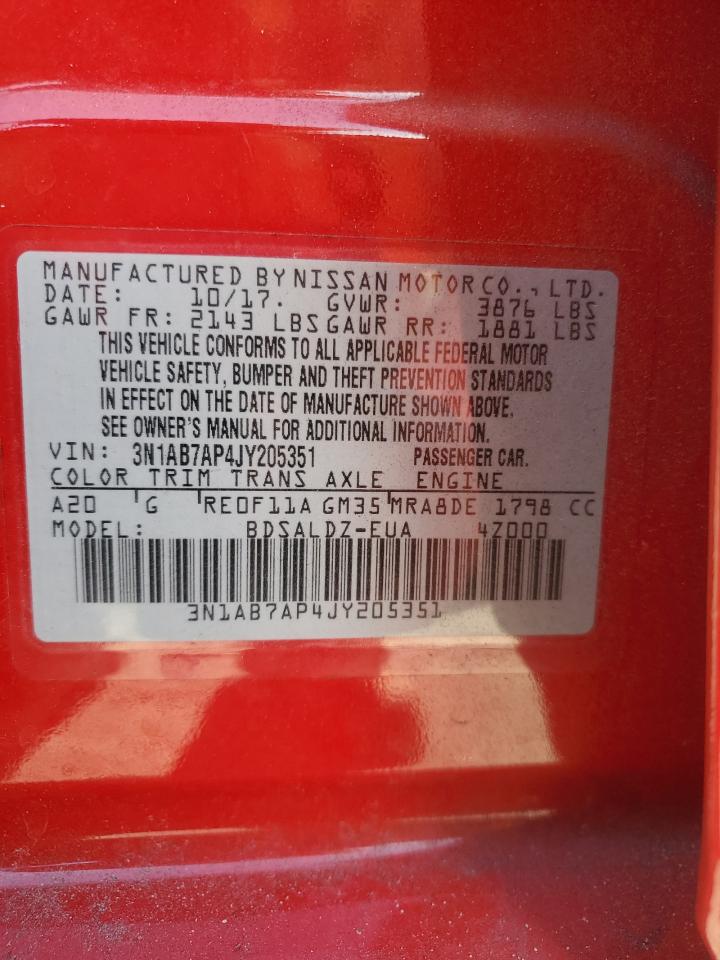 MANUFACTURED BY NISSAN MOTOR CO., LTD.
DATE: 10/17. GVWR: 3876 LBS
GAWR FR: 2143 LBS GAWR RR: 1881 LBS
THIS VEHICLE CONFORMS TO ALL APPLICABLE FEDERAL MOTOR
VEHICLE SAFETY, BUMPER AND THEFT PREVENTION STANDARDS
IN EFFECT ON THE DATE OF MANUFACTURE SHOWN ABOVE.
SEE OWNER'S MANUAL FOR ADDITIONAL INFORMATION.
VIN: 3N1AB7AP4JY205351 PASSENGER CAR.
COLOR TRIM TRANS AXLE ENGINE
A20 G RE0F11A GM35 MRA8DE 1798 CC
MODEL: BDSALDZ-EUA 4Z000
3N1AB7AP4JY205351